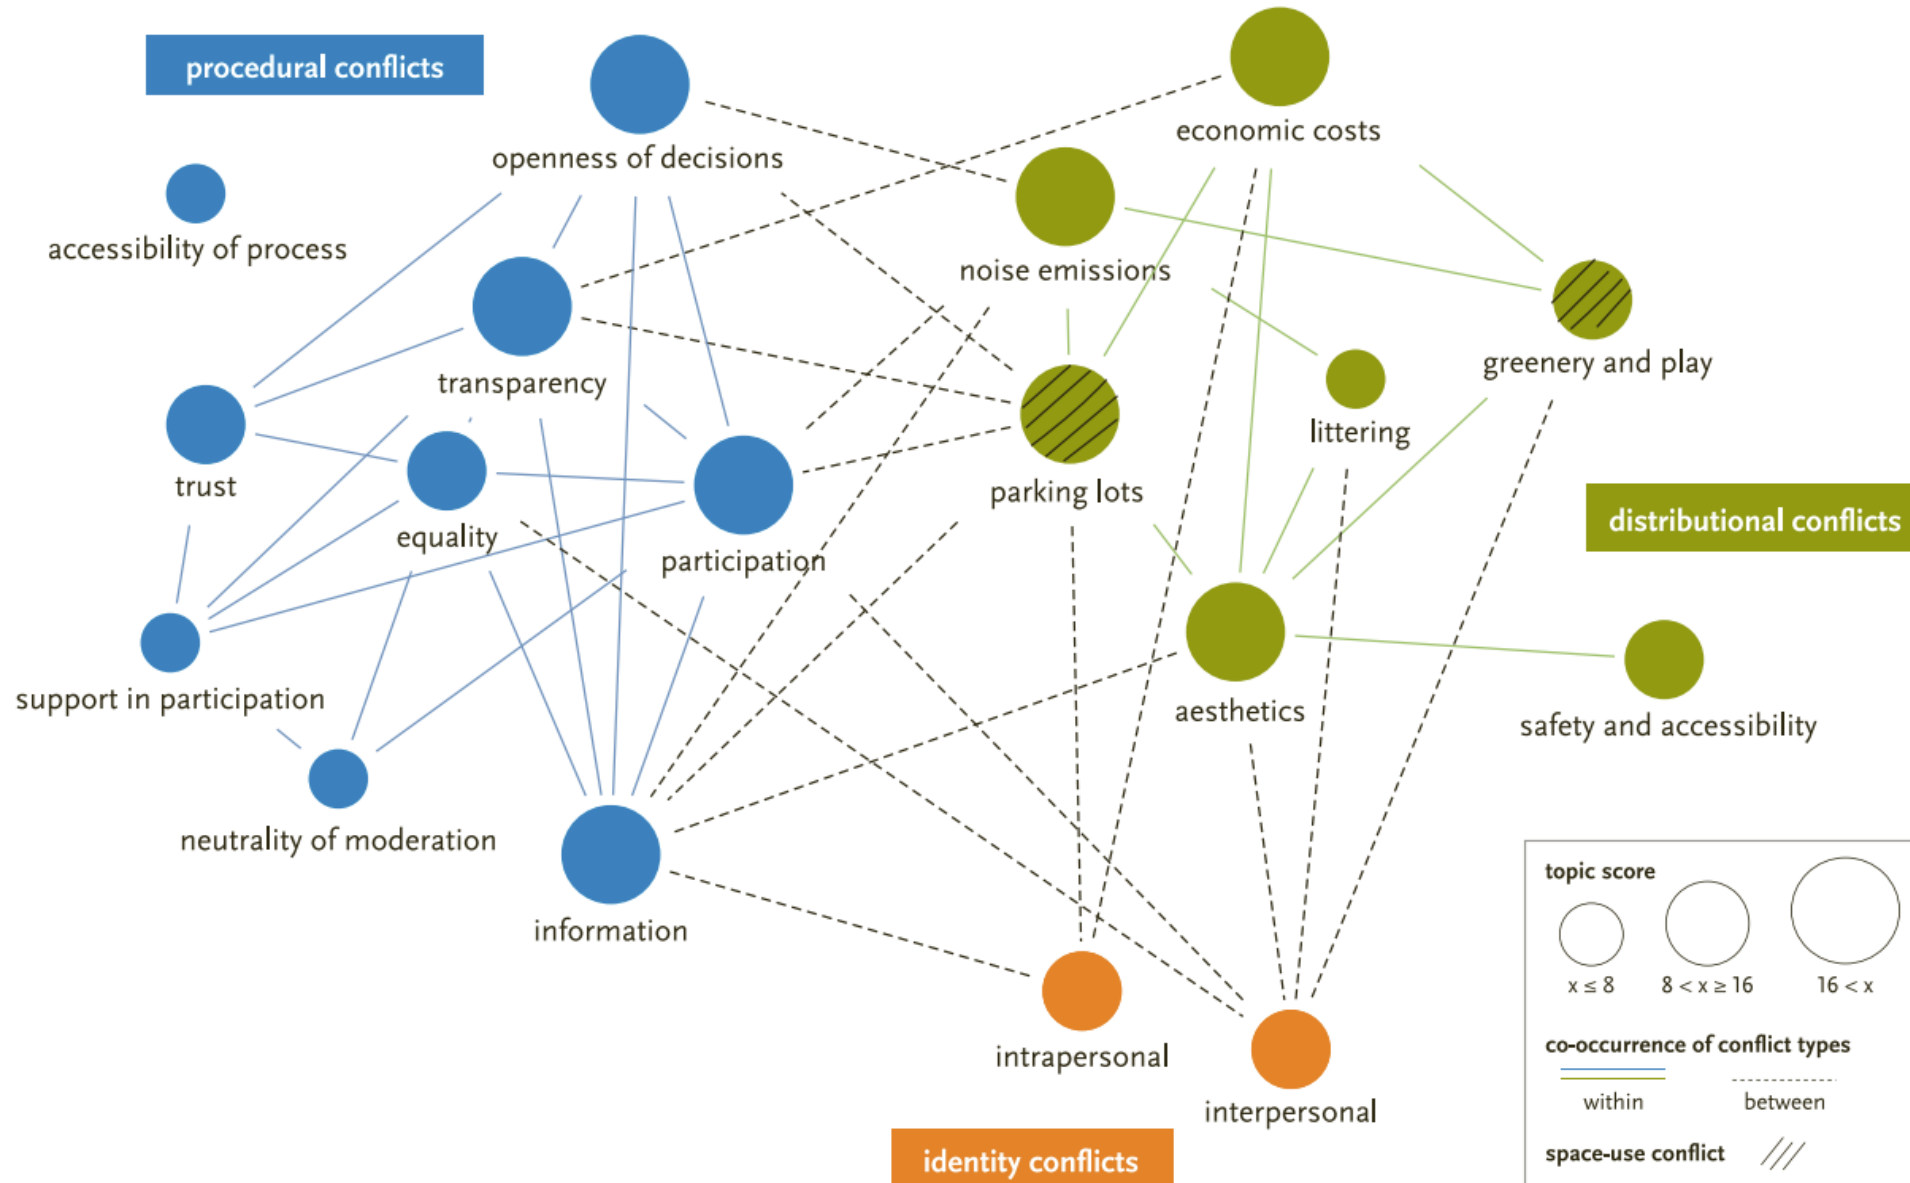 procedural conflicts
openness of decisions
economic costs
accessibility of process
noise emissions
transparency
greenery and play
trust
littering
parking lots
distributional conflicts
equality
participation
support in participation
aesthetics
safety and accessibility
neutrality of moderation
information
topic score
x ≤ 8
8 < x ≥ 16
16 < x
intrapersonal
co-occurrence of conflict types
within
between
interpersonal
identity conflicts
space-use conflict